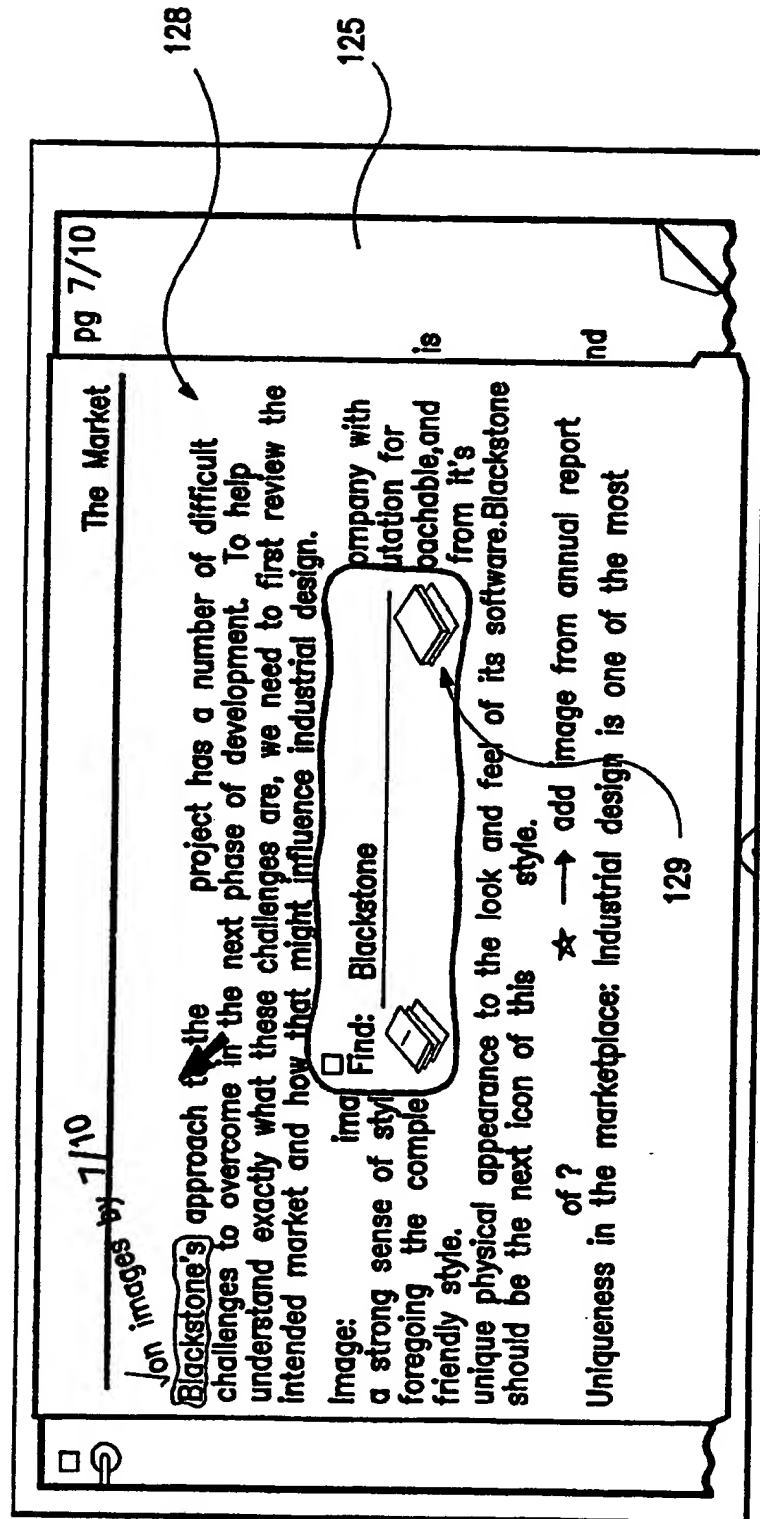 The Market
pg 7/10
Jon images by 7/10
Blackstone's approach to the project has a number of difficult
challenges to overcome in the next phase of development. To help
understand exactly what these challenges are, we need to first review the
intended market and how that might influence industrial design.
Find: Blackstone
Image: ima ompany with
a strong sense of styl utation for
foregoing the comple oachable,and
friendly style. from it's
unique physical appearance to the look and feel of its software.Blackstone
should be the next icon of this style.
is
nd
of ? ☆ → add image from annual report
Uniqueness in the marketplace: Industrial design is one of the most
128
125
129